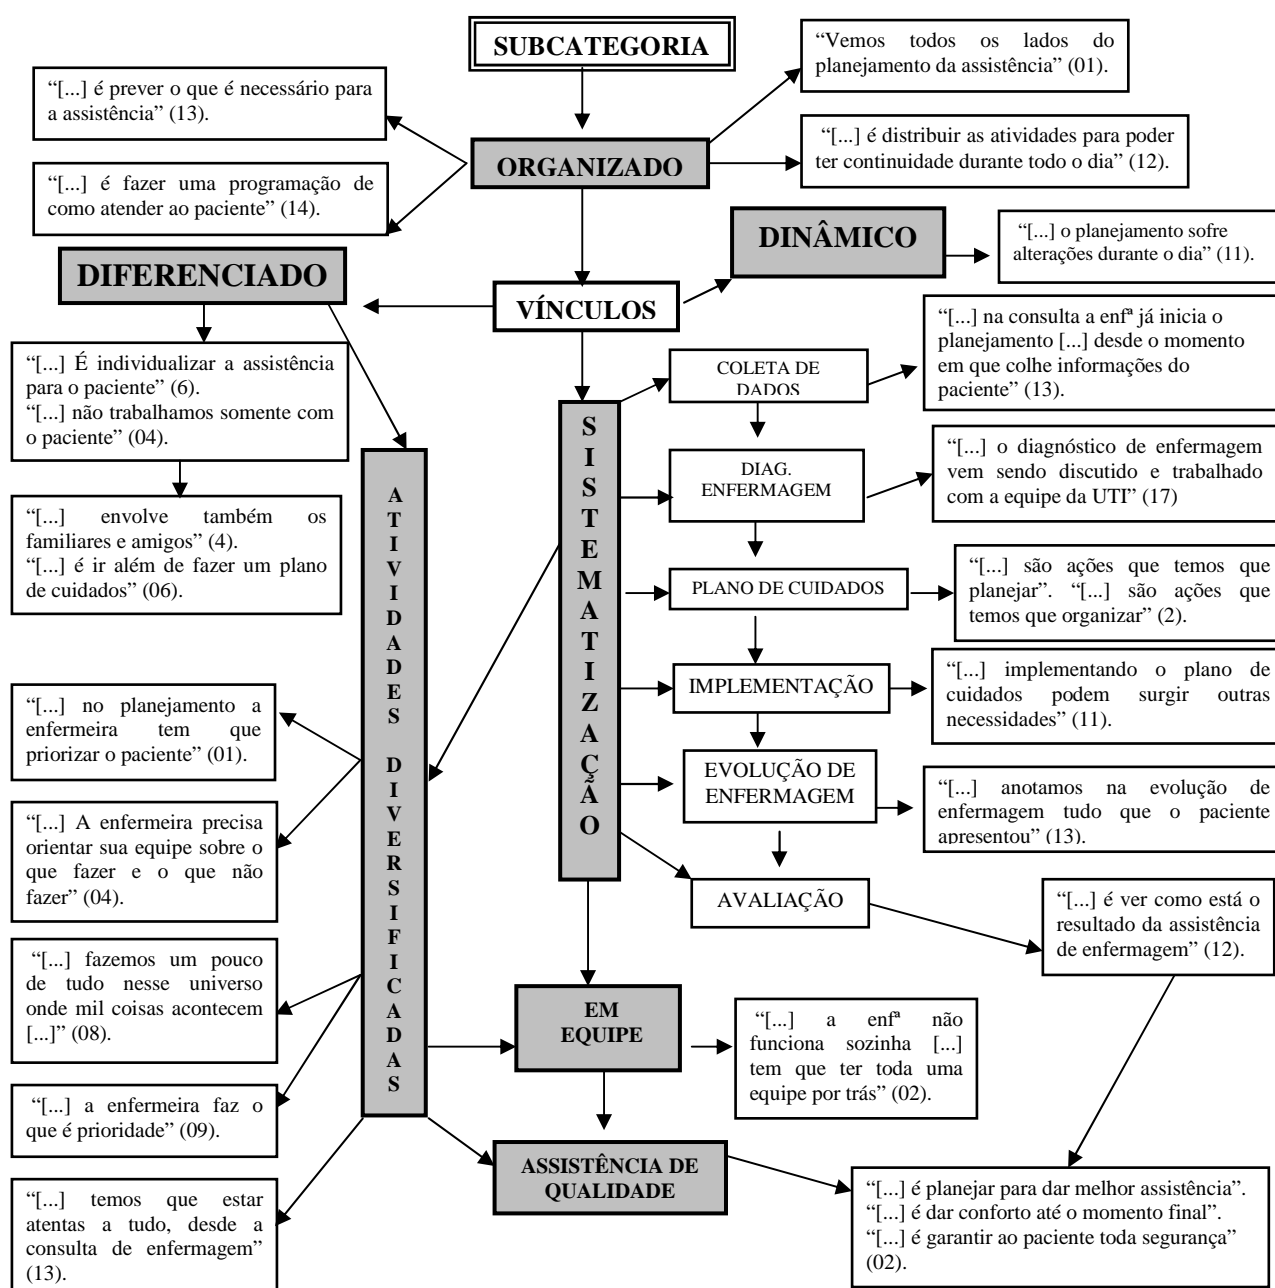 SUBCATEGORIA
“Vemos todos os lados do
planejamento da assistência” (01).
“[...] é prever o que é necessário para
a assistência” (13).
ORGANIZADO
“[...] é distribuir as atividades para poder
ter continuidade durante todo o dia” (12).
“[...] é fazer uma programação de
como atender ao paciente” (14).
DINÂMICO
“[...] o planejamento sofre
alterações durante o dia” (11).
DIFERENCIADO
VÍNCULOS
“[...] É individualizar a assistência
para o paciente” (6).
“[...] não trabalhamos somente com
o paciente” (04).
COLETA DE
DADOS
“[...] na consulta a enfª já inicia o
planejamento [...] desde o momento
em que colhe informações do
paciente” (13).
SISTEMATIZAÇÃO
ATIVIDADES DIVERSIFICADAS
DIAG.
ENFERMAGEM
“[...] o diagnóstico de enfermagem
vem sendo discutido e trabalhado
com a equipe da UTI” (17)
“[...] envolve também os
familiares e amigos” (4).
“[...] é ir além de fazer um plano
de cuidados” (06).
PLANO DE CUIDADOS
“[...] são ações que temos que
planejar”. “[...] são ações que
temos que organizar” (2).
IMPLEMENTAÇÃO
“[...] implementando o plano de
cuidados podem surgir outras
necessidades” (11).
“[...] no planejamento a
enfermeira tem que
priorizar o paciente” (01).
EVOLUÇÃO DE
ENFERMAGEM
“[...] anotamos na evolução de
enfermagem tudo que o paciente
apresentou” (13).
“[...] A enfermeira precisa
orientar sua equipe sobre o
que fazer e o que não
fazer” (04).
AVALIAÇÃO
“[...] é ver como está o
resultado da assistência
de enfermagem” (12).
“[...] fazemos um pouco
de tudo nesse universo
onde mil coisas acontecem
[...]” (08).
EM
EQUIPE
“[...] a enfª não
funciona sozinha [...]
tem que ter toda uma
equipe por trás” (02).
“[...] a enfermeira faz o
que é prioridade” (09).
ASSISTÊNCIA DE
QUALIDADE
“[...] temos que estar
atentas a tudo, desde a
consulta de enfermagem”
(13).
“[...] é planejar para dar melhor assistência”.
“[...] é dar conforto até o momento final”.
“[...] é garantir ao paciente toda segurança”
(02).